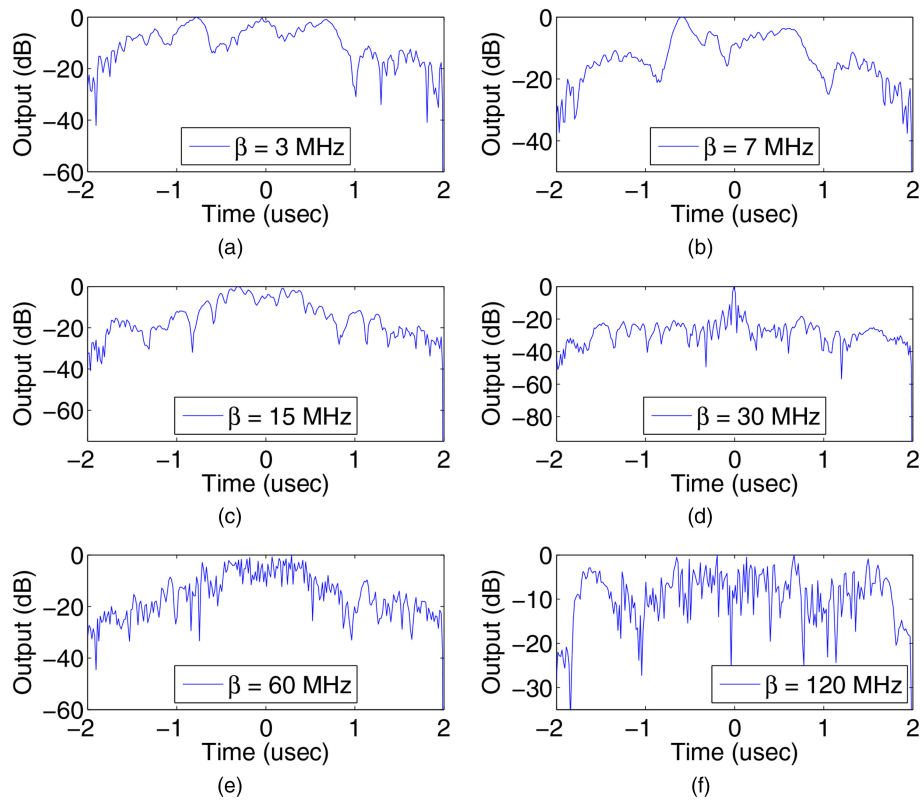 0
−20
−40
−60
Output (dB)
β = 3 MHz
−2
−1
0
1
2
Time (usec)
(a)
0
−20
−40
Output (dB)
β = 7 MHz
−2
−1
0
1
2
Time (usec)
(b)
0
−20
−40
−60
Output (dB)
β = 15 MHz
−2
−1
0
1
2
Time (usec)
(c)
0
−20
−40
−60
−80
Output (dB)
β = 30 MHz
−2
−1
0
1
2
Time (usec)
(d)
0
−20
−40
−60
Output (dB)
β = 60 MHz
−2
−1
0
1
2
Time (usec)
(e)
0
−10
−20
−30
Output (dB)
β = 120 MHz
−2
−1
0
1
2
Time (usec)
(f)